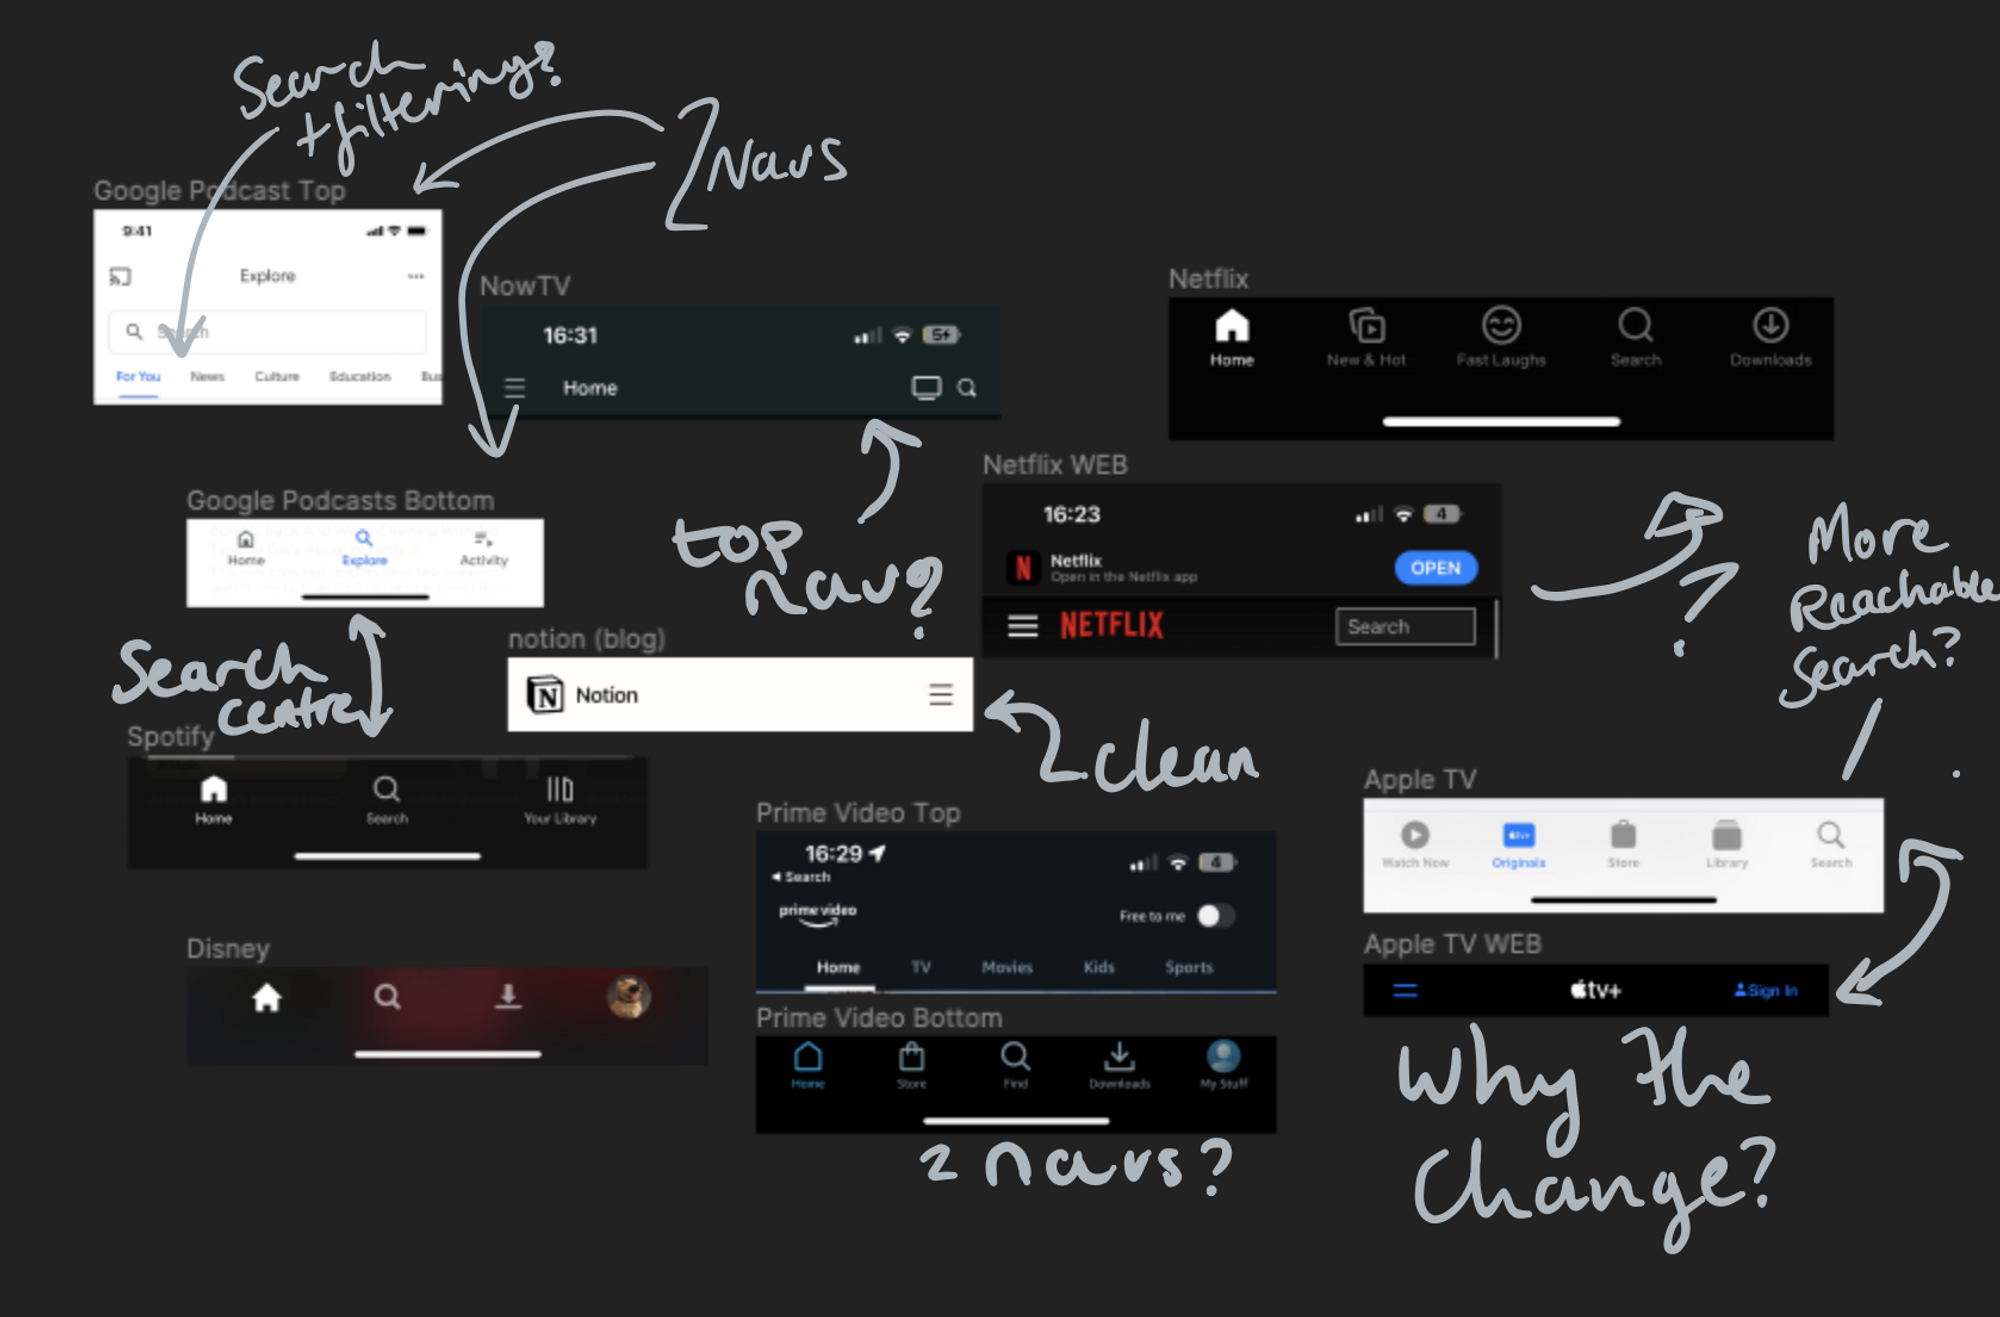 Search
+filtering?
2 Navs
Google Podcast Top
9:41
Explore
Search
For You News Culture Education Bus
NowTV
16:31
Home
Netflix
Home New & Hot Fast Laughs Search Downloads
top
nav?
Netflix WEB
16:23 4
Netflix
Open in the Netflix app
OPEN
NETFLIX
Search
?
More
Reachable
Search?
Google Podcasts Bottom
Home Explore Activity
Search
centre
notion (blog)
Notion
clean
Spotify
Home Search Your Library
Prime Video Top
16:29 4
Search
prime video
Free to me
Home TV Movies Kids Sports
Apple TV
Watch Now Originals Store Library Search
Disney
Prime Video Bottom
Home Store Find Downloads My Stuff
2 navs?
Apple TV WEB
tv+
Sign In
Why The
Change?